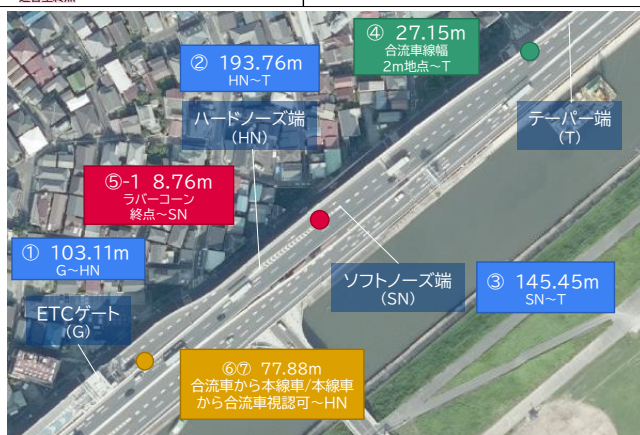 ④ 27.15m
合流車線幅
2m地点~T
② 193.76m
HN~T
ハードノーズ端
(HN)
テーパー端
(T)
⑤-1 8.76m
ラバーコーン
終点~SN
① 103.11m
G~HN
ソフトノーズ端
(SN)
③ 145.45m
SN~T
ETCゲート
(G)
⑥⑦ 77.88m
合流車から本線車/本線車
から合流車視認可~HN